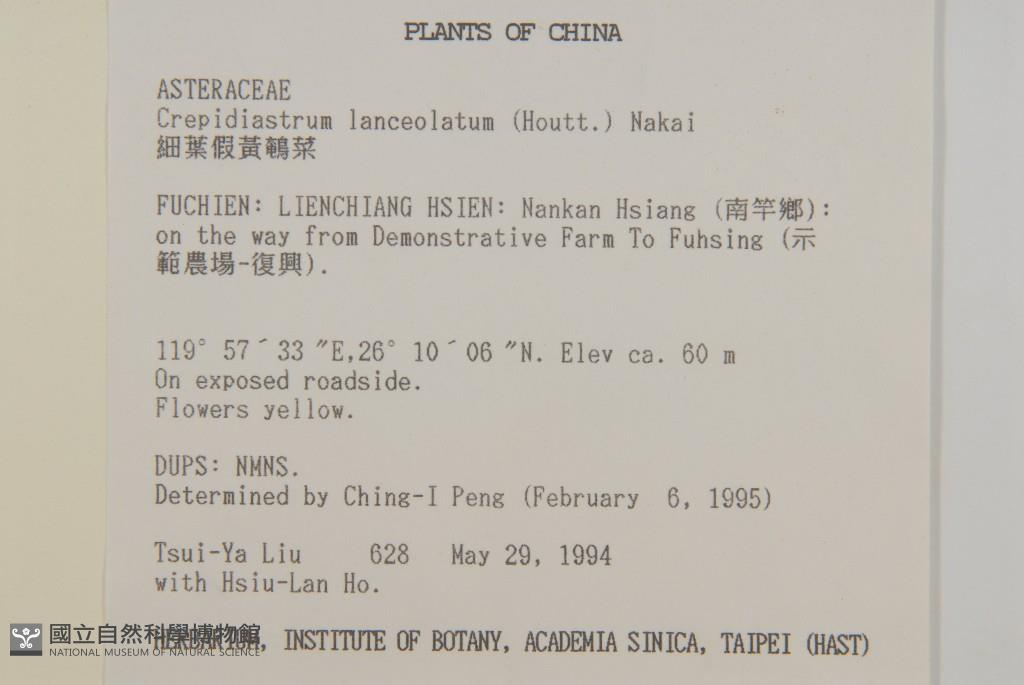 PLANTS OF CHINA
ASTERACEAE
Crepidiastrum lanceolatum (Houtt.) Nakai
細葉假黃鵪菜
FUCHIEN: LIENCHIANG HSIEN: Nankan Hsiang (南竿鄉):
on the way from Demonstrative Farm To Fuhsing (示
範農場-復興).
119° 57´33 ″E,26° 10´06 ″N. Elev ca. 60 m
On exposed roadside.
Flowers yellow.
DUPS: NMNS.
Determined by Ching-I Peng (February  6, 1995)
Tsui-Ya Liu     628   May 29, 1994
with Hsiu-Lan Ho.
HERBARIUM, INSTITUTE OF BOTANY, ACADEMIA SINICA, TAIPEI (HAST)
國立自然科學博物館
NATIONAL MUSEUM OF NATURAL SCIENCE